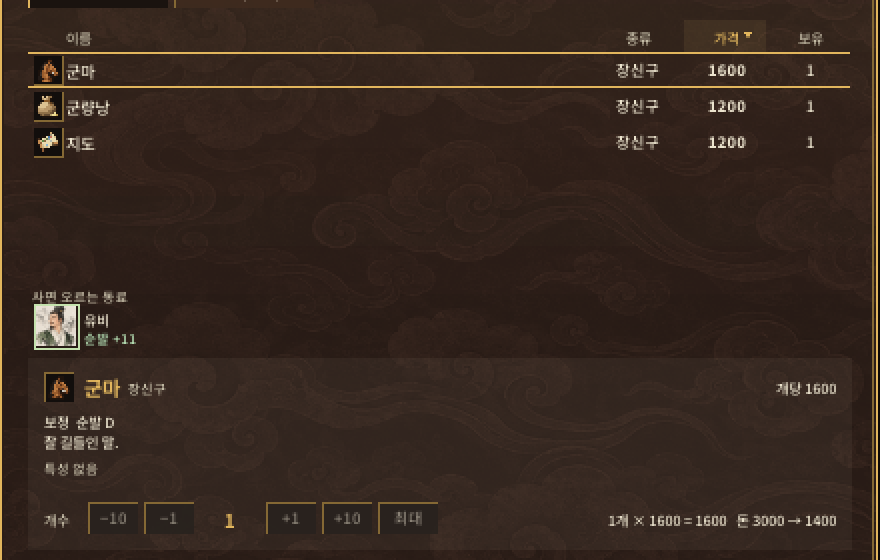 이름 종류 가격 보유
군마 장신구 1600 1
군량낭 장신구 1200 1
지도 장신구 1200 1
사면 오르는 동료
유비
순발 +11
군마 장신구 개당 1600
보정 순발 D
잘 길들인 말.
특성 없음
개수 -10 -1 1 +1 +10 최대 1개 × 1600 = 1600 돈 3000 → 1400